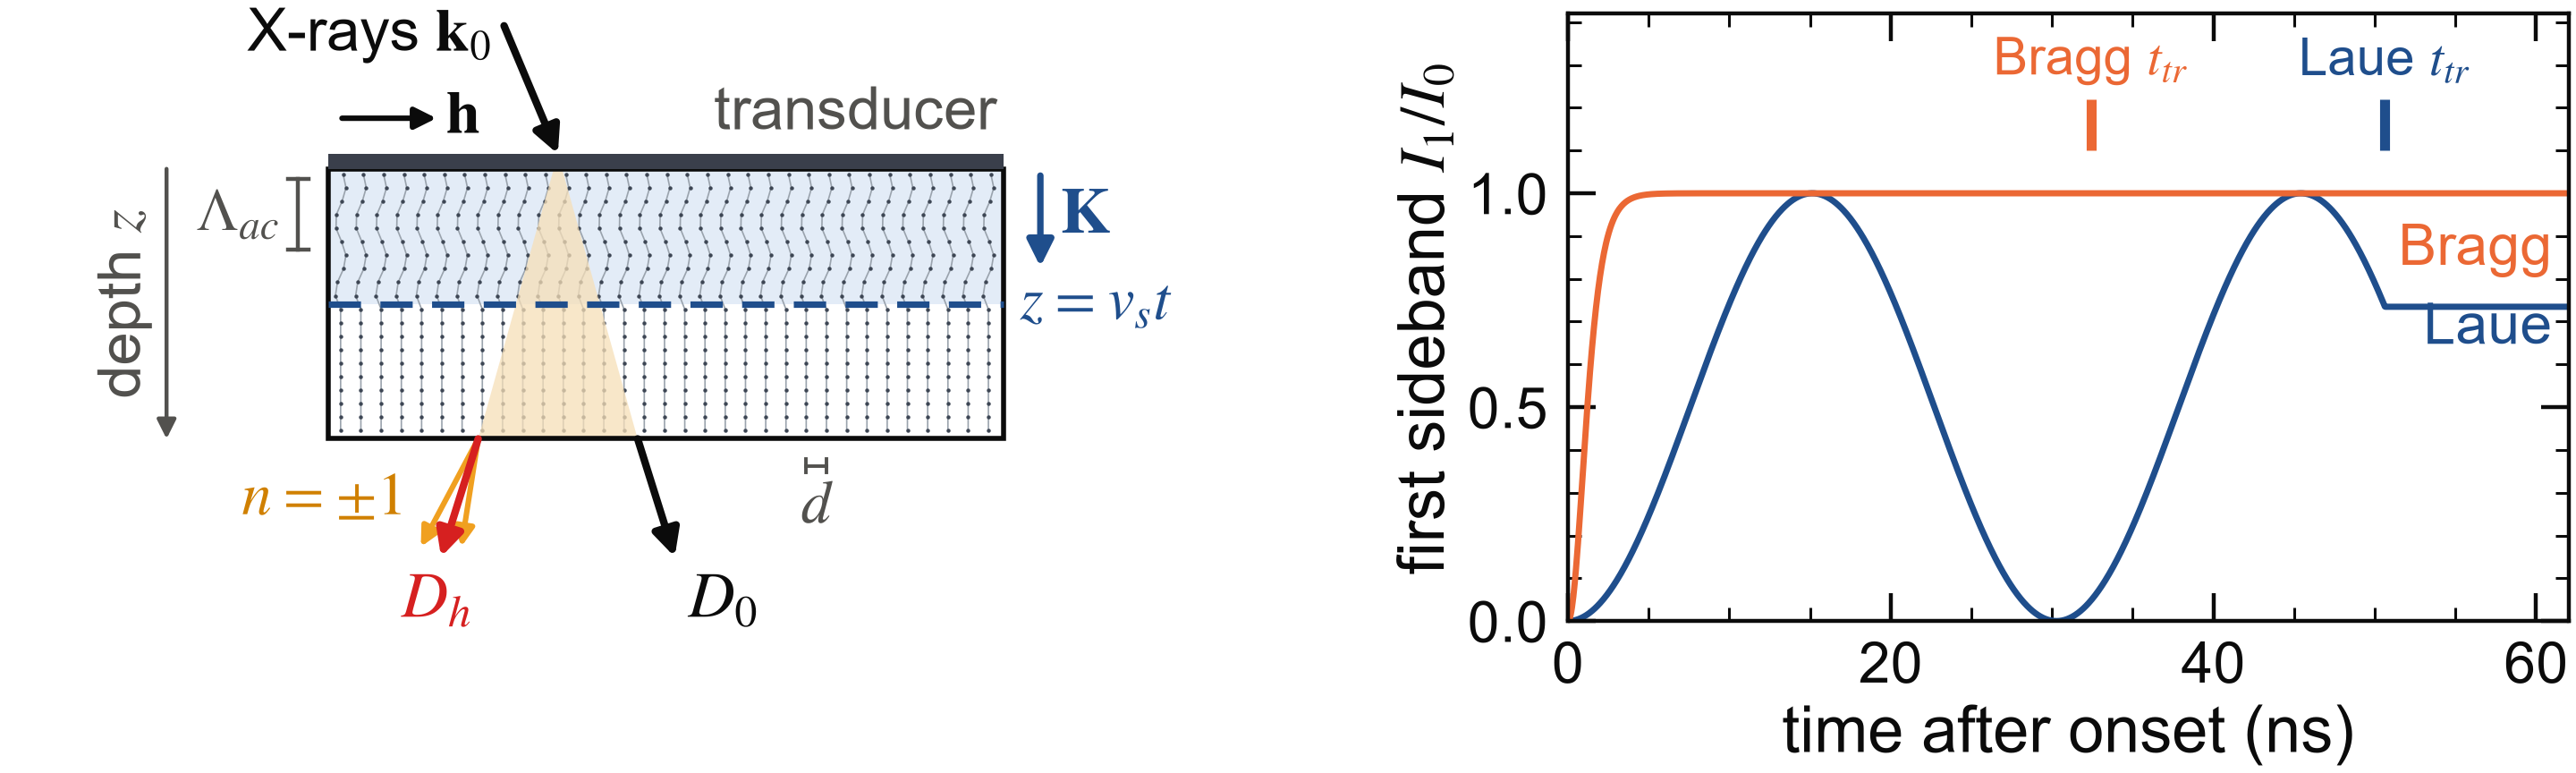 X-rays k₀
h
transducer
Λac
K
depth z
z = vₛt
n = ±1
d
Dₕ
D₀
Bragg tₜᵣ
Laue tₜᵣ
first sideband I₁/I₀
1.0
0.5
0.0
Bragg
Laue
0
20
40
60
time after onset (ns)